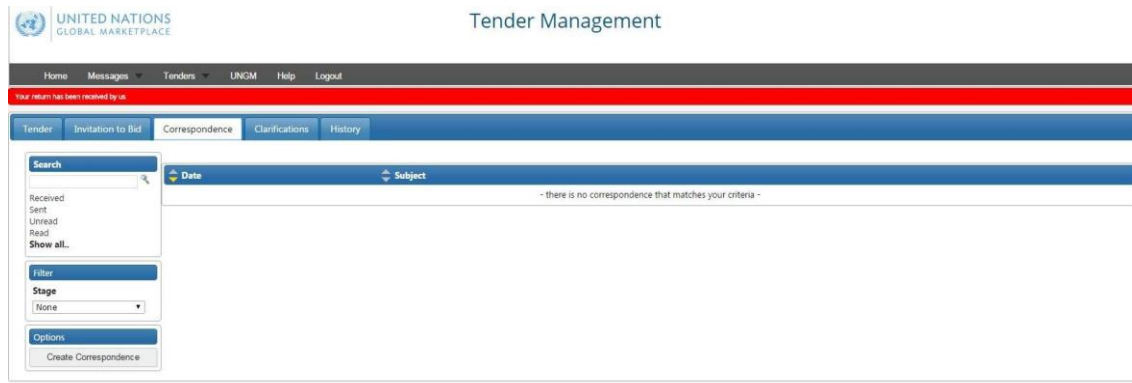 UNITED NATIONS
GLOBAL MARKETPLACE
Tender Management
Home Messages Tenders UNGM Help Logout
Your return has been received by us
Tender Invitation to Bid Correspondence Clarifications History
Search
Date Subject
- there is no correspondence that matches your criteria -
Received
Sent
Unread
Read
Show all..
Filter
Stage
None
Options
Create Correspondence